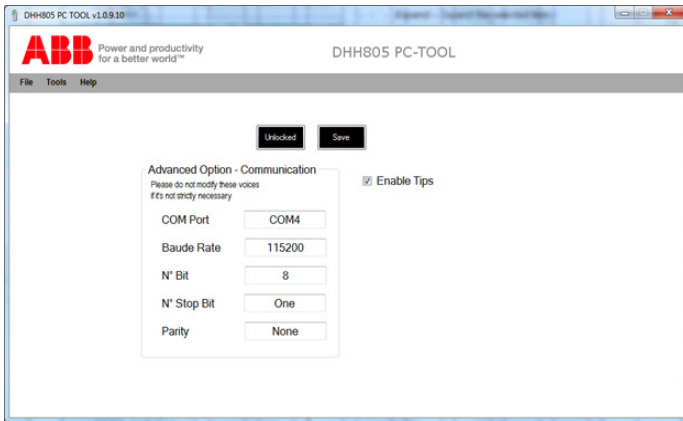 DHH805 PC TOOL v1.0.9.10
ABB
Power and productivity
for a better world™
DHH805 PC-TOOL
File Tools Help
Unlocked Save
Advanced Option - Communication
Please do not modify these voices
if it's not strictly necessary
Enable Tips
COM Port COM4
Baude Rate 115200
N° Bit 8
N° Stop Bit One
Parity None